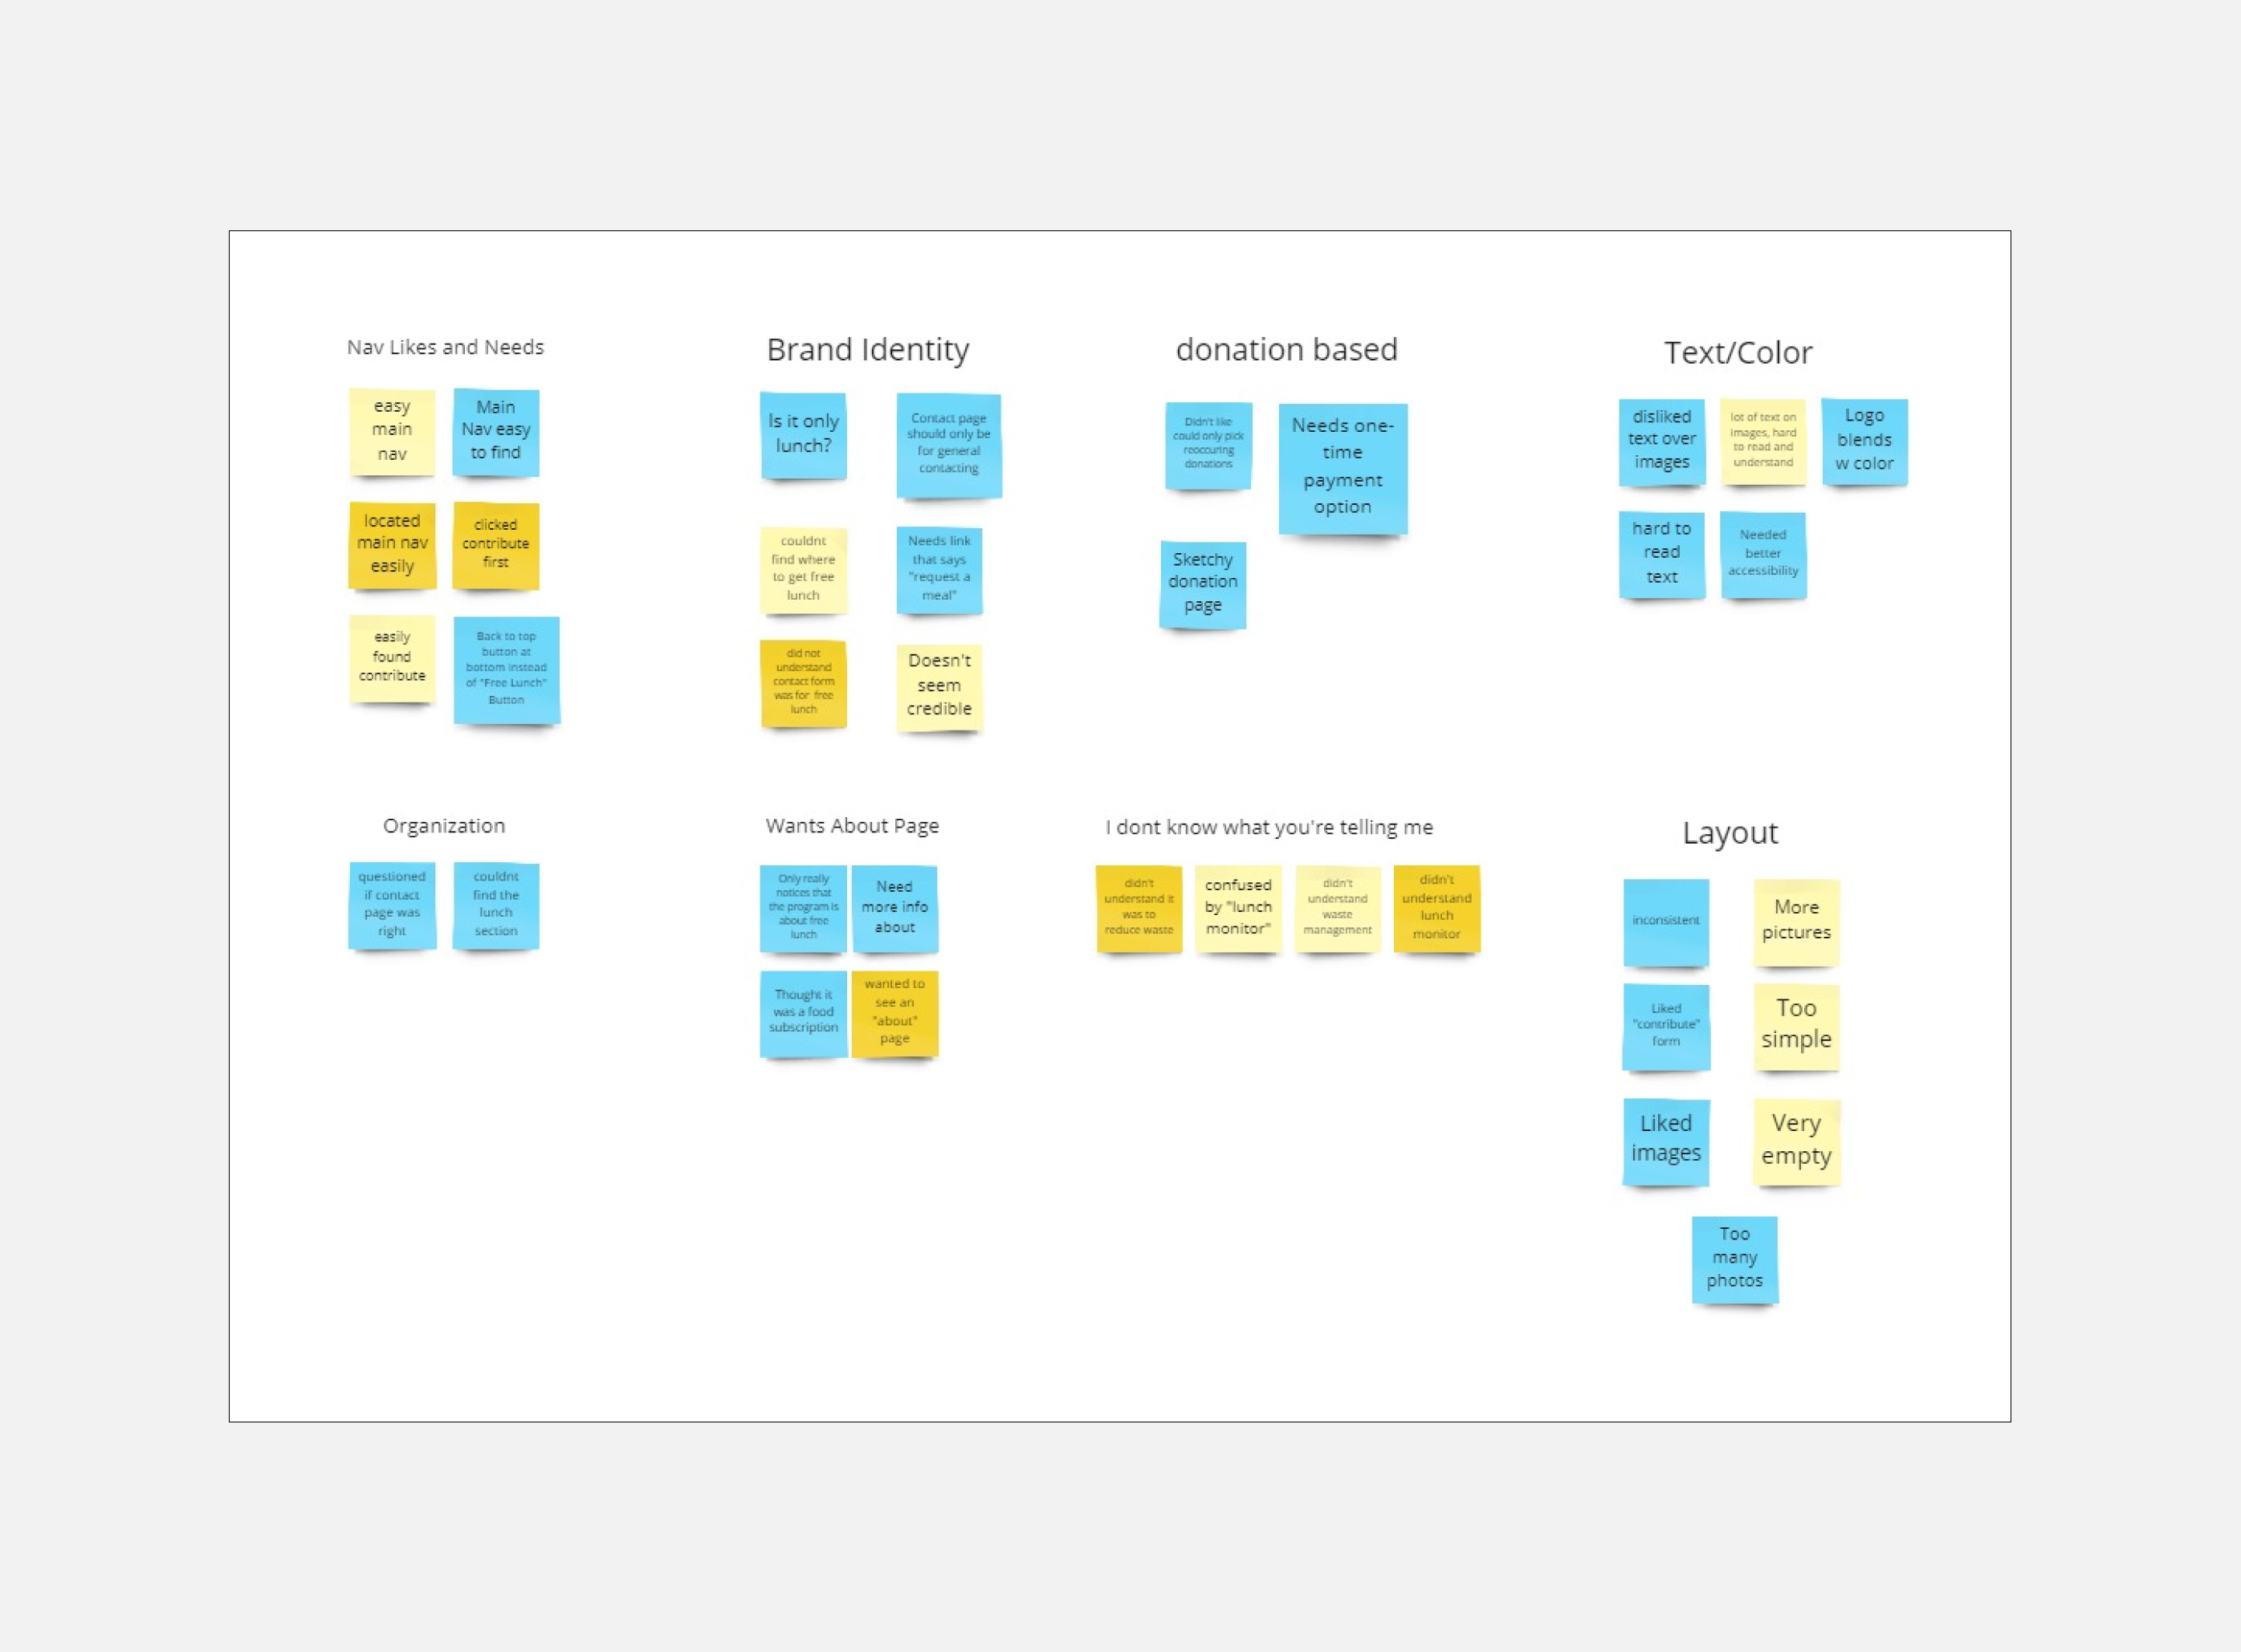 Nav Likes and Needs
easy
main
nav
Main
Nav easy
to find
located
main nav
easily
clicked
contribute
first
easily
found
contribute
Back to top
button at
bottom instead
of "Free Lunch"
Button
Brand Identity
Is it only
lunch?
Contact page
should only be
for general
contacting
couldnt
find where
to get free
lunch
Needs link
that says
"request a
meal"
did not
understand
contact form
was for free
lunch
Doesn't
seem
credible
donation based
Didn't like
could only pick
reoccuring
donations
Needs one-
time
payment
option
Sketchy
donation
page
Text/Color
disliked
text over
images
lot of text on
images, hard
to read and
understand
Logo
blends
w color
hard to
read
text
Needed
better
accessibility
Organization
questioned
if contact
page was
right
couldnt
find the
lunch
section
Wants About Page
Only really
notices that
the program is
about free
lunch
Need
more info
about
Thought it
was a food
subscription
wanted to
see an
"about"
page
I dont know what you're telling me
didn't
understand it
was to
reduce waste
confused
by "lunch
monitor"
didn't
understand
waste
management
didn't
understand
lunch
monitor
Layout
inconsistent
More
pictures
Liked
"contribute"
form
Too
simple
Liked
images
Very
empty
Too
many
photos